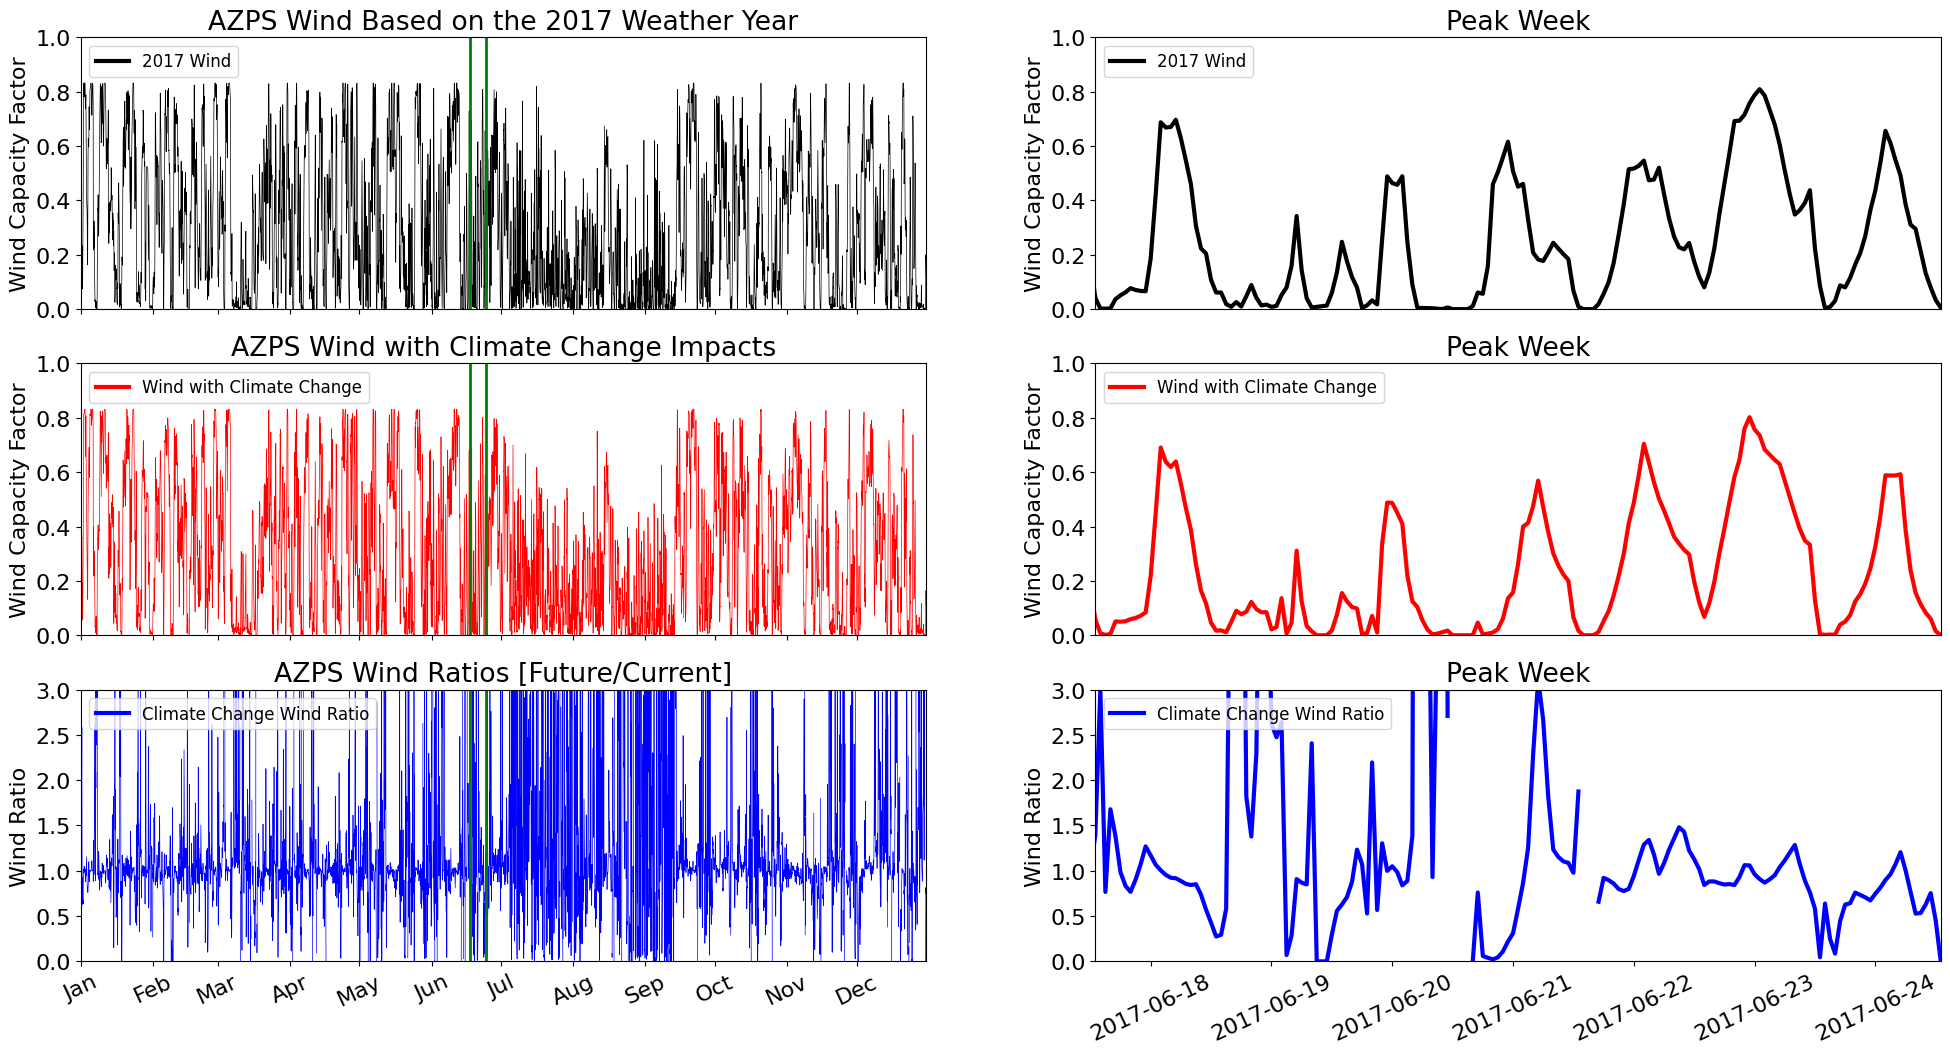 AZPS Wind Based on the 2017 Weather Year
Wind Capacity Factor
1.0
0.8
0.6
0.4
0.2
0.0
2017 Wind
Peak Week
Wind Capacity Factor
1.0
0.8
0.6
0.4
0.2
0.0
2017 Wind
AZPS Wind with Climate Change Impacts
Wind Capacity Factor
1.0
0.8
0.6
0.4
0.2
0.0
Wind with Climate Change
Peak Week
Wind Capacity Factor
1.0
0.8
0.6
0.4
0.2
0.0
Wind with Climate Change
AZPS Wind Ratios [Future/Current]
Wind Ratio
3.0
2.5
2.0
1.5
1.0
0.5
0.0
Climate Change Wind Ratio
Jan Feb Mar Apr May Jun Jul Aug Sep Oct Nov Dec
Peak Week
Wind Ratio
3.0
2.5
2.0
1.5
1.0
0.5
0.0
Climate Change Wind Ratio
2017-06-18 2017-06-19 2017-06-20 2017-06-21 2017-06-22 2017-06-23 2017-06-24